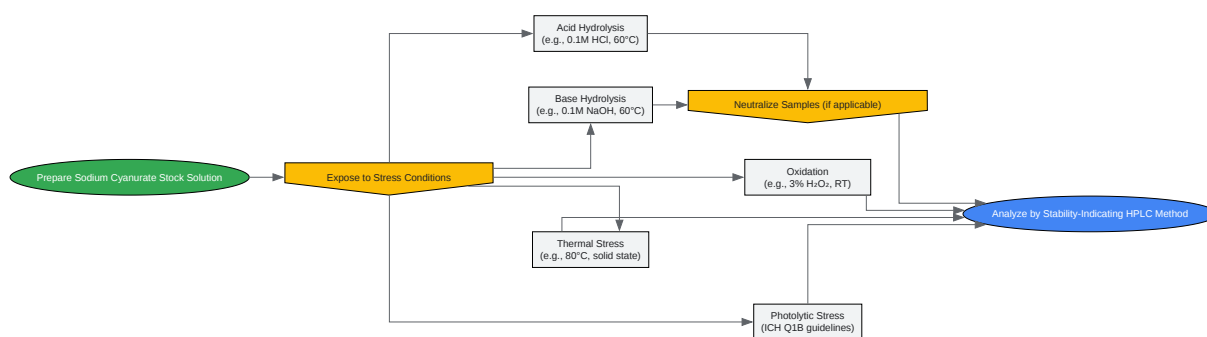 Acid Hydrolysis
(e.g., 0.1M HCl, 60°C)
Base Hydrolysis
(e.g., 0.1M NaOH, 60°C)
Neutralize Samples (if applicable)
Prepare Sodium Cyanurate Stock Solution
Expose to Stress Conditions
Oxidation
(e.g., 3% H₂O₂, RT)
Analyze by Stability-Indicating HPLC Method
Thermal Stress
(e.g., 80°C, solid state)
Photolytic Stress
(ICH Q1B guidelines)